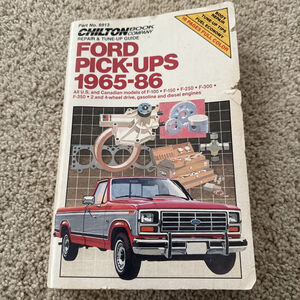 Part No. 6913
CHILTON BOOK COMPANY
REPAIR & TUNE-UP GUIDE
FORD
PICK-UPS
1965-86
All U.S. and Canadian models of F-100 • F-150 • F-250 • F-300 •
F-350 • 2 and 4-wheel drive, gasoline and diesel engines